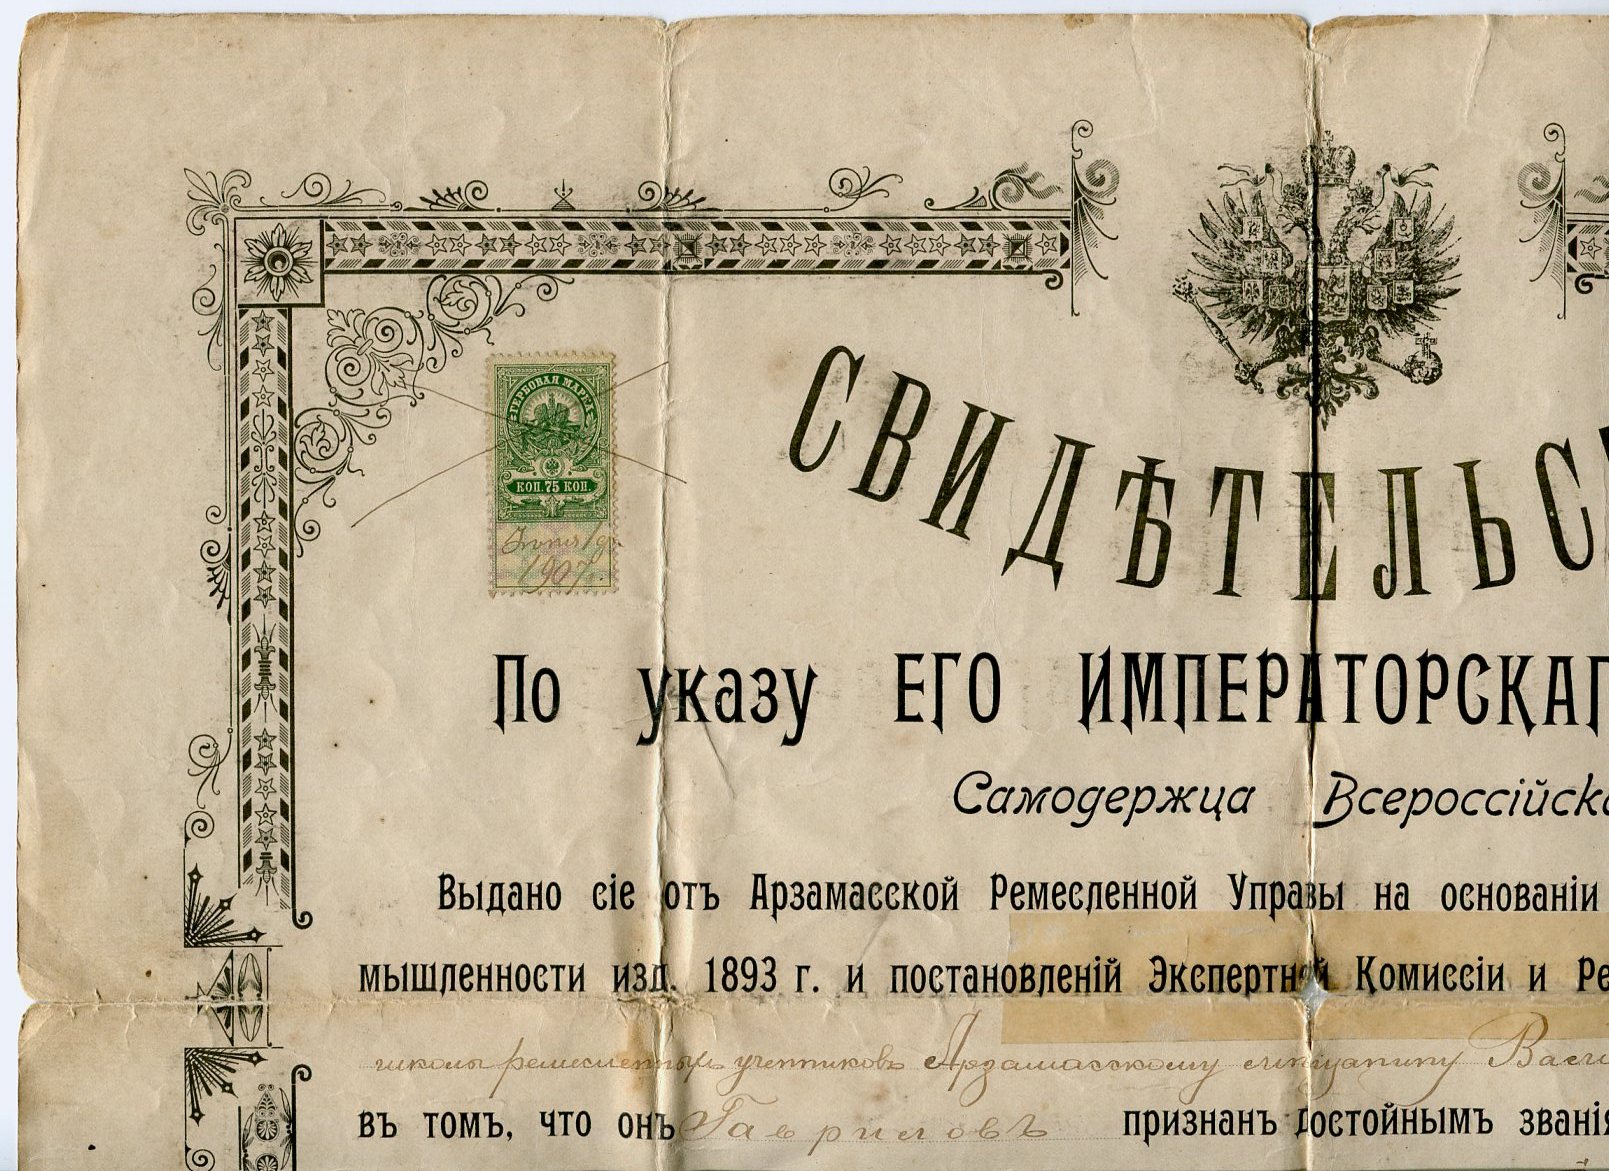 ГЕРБОВАЯ МАРКА
КОП. 75 КОП.
1907.
СВИДѢТЕЛЬС
По указу ЕГО ИМПЕРАТОРСКАГ
Самодержца Всероссійска
Выдано сіе отъ Арзамасской Ремесленной Управы на основаніи
мышленности изд. 1893 г. и постановленій Экспертной Комиссіи и Ре
школы ремесленныхъ учениковъ Арзамасскому мѣщанину Васи
въ томъ, что онъ Гавриловъ признанъ достойнымъ званія